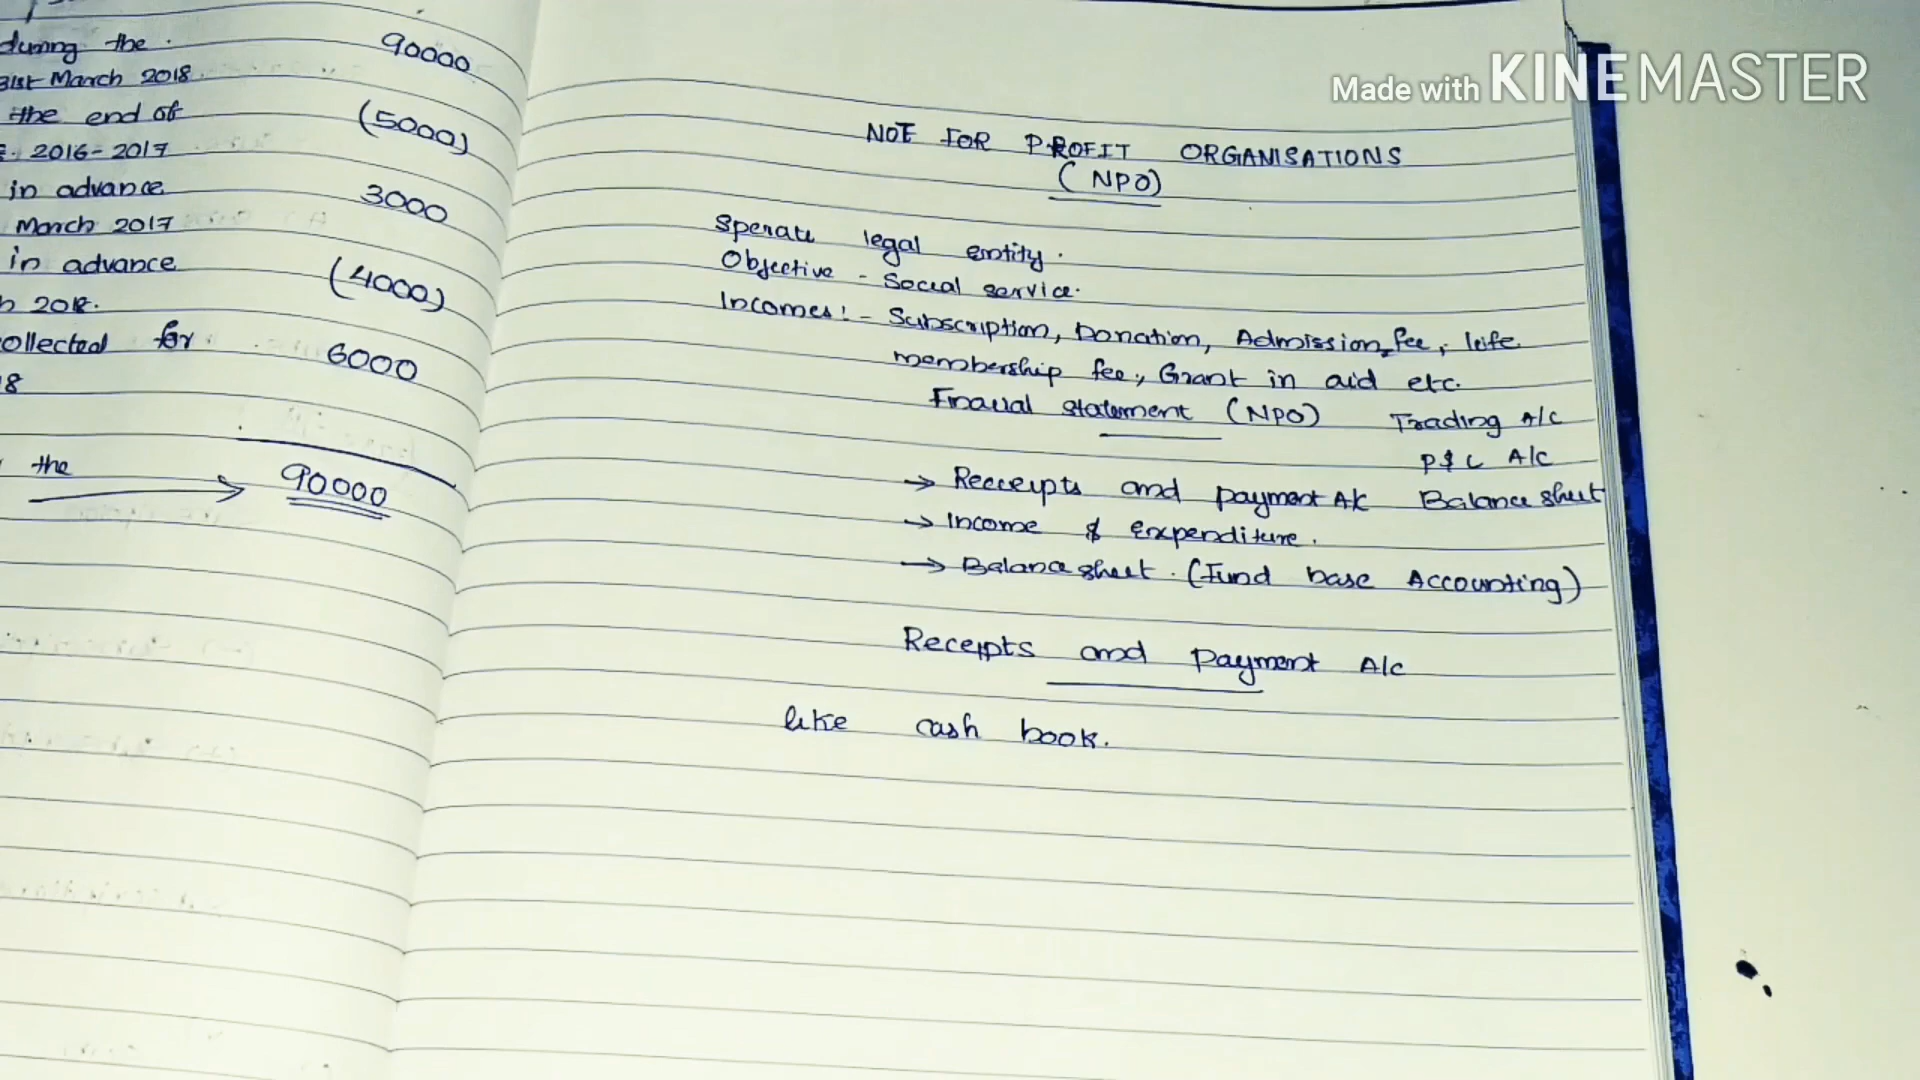 during the 90000
31st March 2018
the end of (5000)
2016-2017
in advance 3000
March 2017
in advance (4000)
2018.
ollected for 6000
18
the → 90000
Made with KINEMASTER
NOT FOR PROFIT ORGANISATIONS
(NPO)
Sperate legal entity.
Objective - Social service.
Incomes:- Subscription, Donation, Admission fee, life
membership fee, Grant in aid etc.
Finacial statement (NPO) Trading A/c
P&L A/c
→ Receipts and payment A/c Balance sheet
→ Income & Expenditure.
→ Balance sheet. (Fund base Accounting)
Receipts and payment A/c
like cash book.